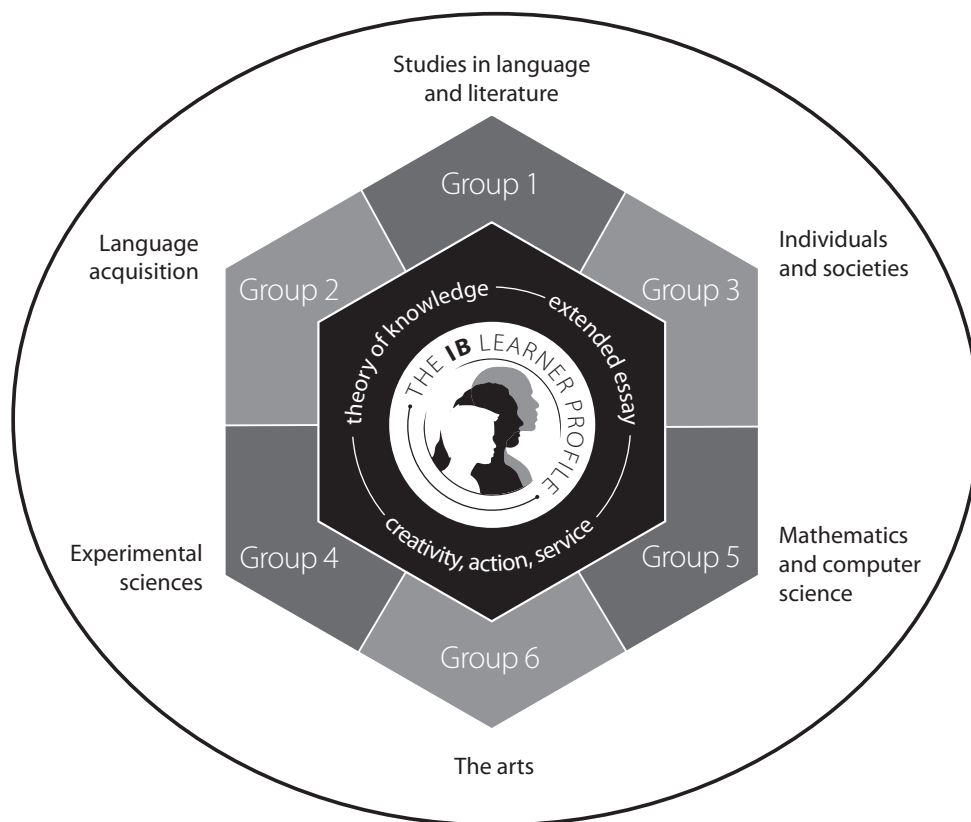 Studies in language
and literature
Group 1
Language
acquisition
Individuals
and societies
Group 2
Group 3
theory of knowledge
extended essay
THE IB LEARNER PROFILE
creativity, action, service
Experimental
sciences
Group 4
Group 5
Mathematics
and computer
science
Group 6
The arts